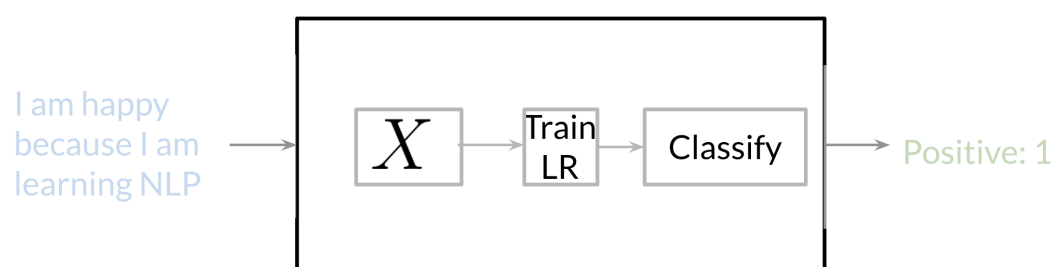 I am happy
because I am
learning NLP
X
Train
LR
Classify
Positive: 1